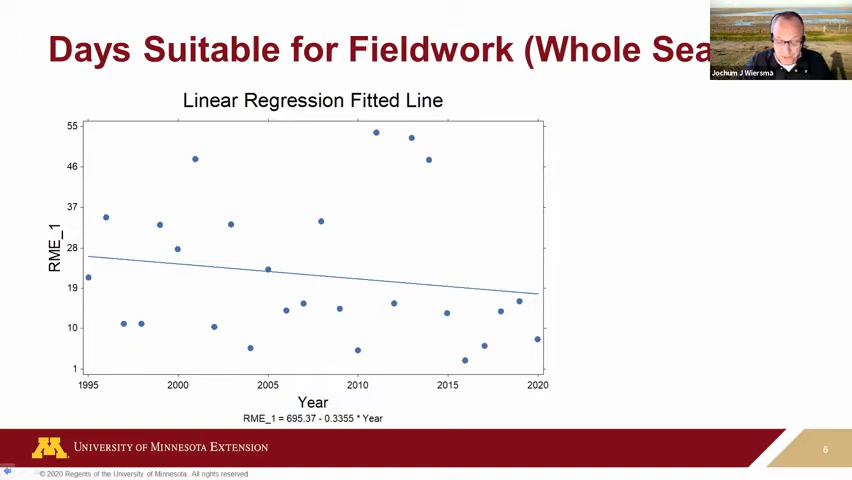 Days Suitable for Fieldwork (Whole Sea
Jochum J Wiersma
Linear Regression Fitted Line
55
46
37
28
19
10
1
RME_1
1995
2000
2005
2010
2015
2020
Year
RME_1 = 695.37 - 0.3355 * Year
UNIVERSITY OF MINNESOTA EXTENSION
6
© 2020 Regents of the University of Minnesota. All rights reserved